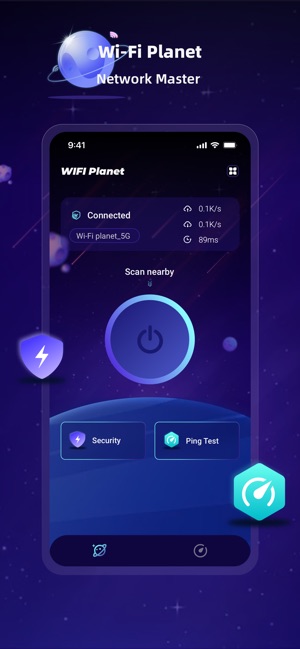 Wi-Fi Planet
Network Master
9:41
WIFI Planet
Connected
0.1K/s
0.1K/s
Wi-Fi planet_5G
89ms
Scan nearby
Security
Ping Test